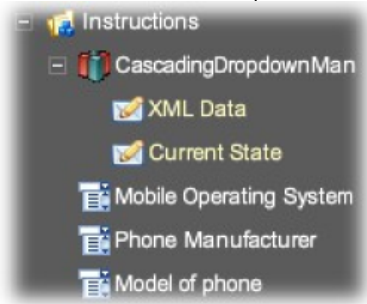 Instructions
CascadingDropdownMan
XML Data
Current State
Mobile Operating System
Phone Manufacturer
Model of phone